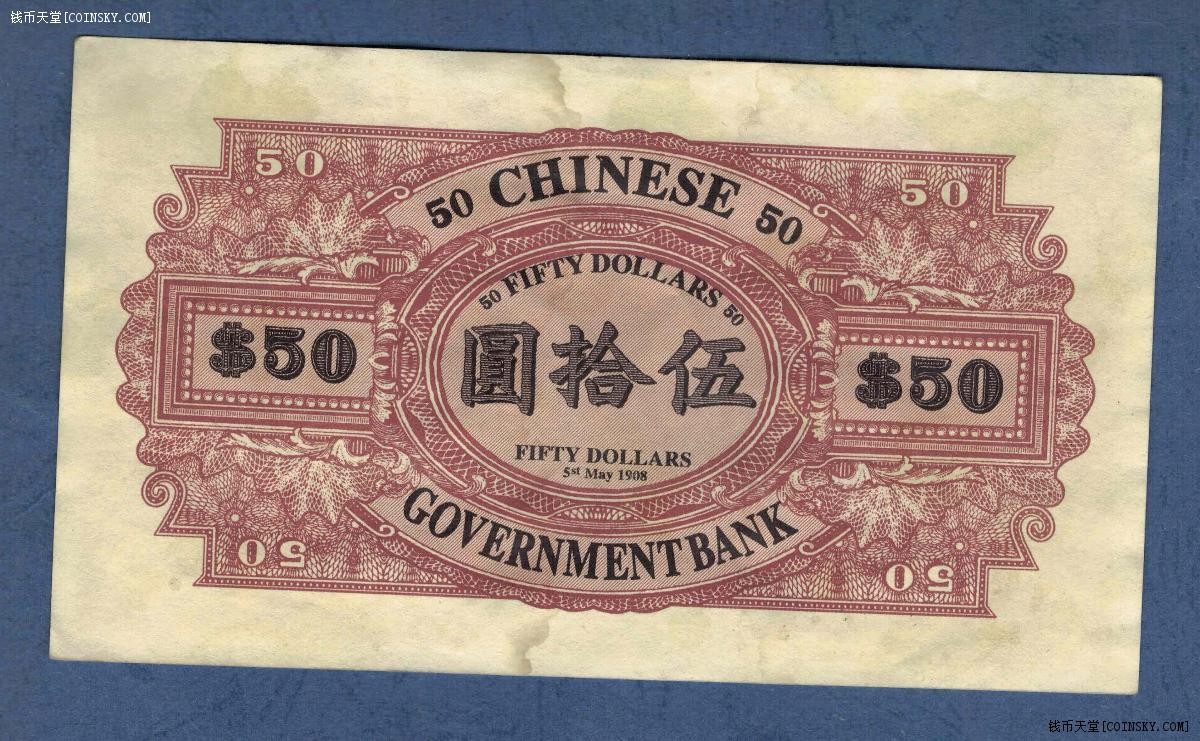 钱币天堂[COINSKY.COM]
50 50
50 CHINESE 50
50 FIFTY DOLLARS 50
$50 圓拾伍 $50
FIFTY DOLLARS
5st May 1908
GOVERNMENT BANK
50 50
钱币天堂[COINSKY.COM]